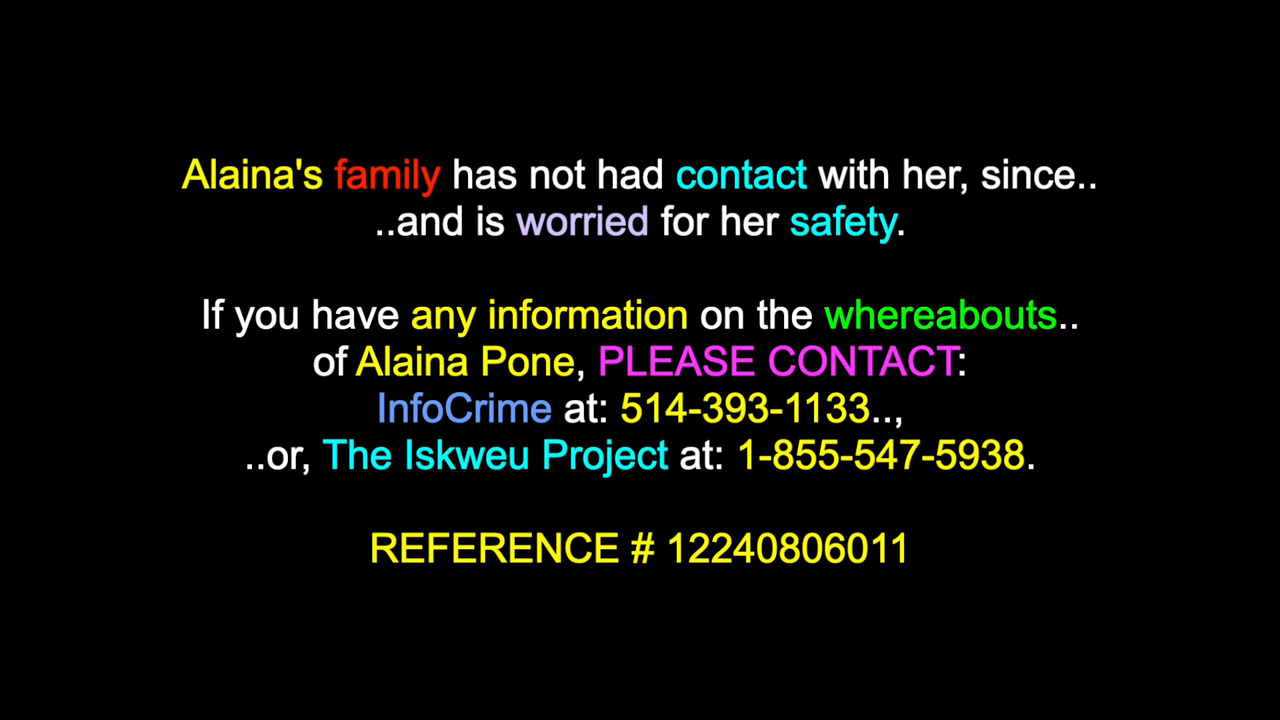 Alaina's family has not had contact with her, since..
..and is worried for her safety.
If you have any information on the whereabouts..
of Alaina Pone, PLEASE CONTACT:
InfoCrime at: 514-393-1133..,
..or, The Iskweu Project at: 1-855-547-5938.
REFERENCE # 12240806011